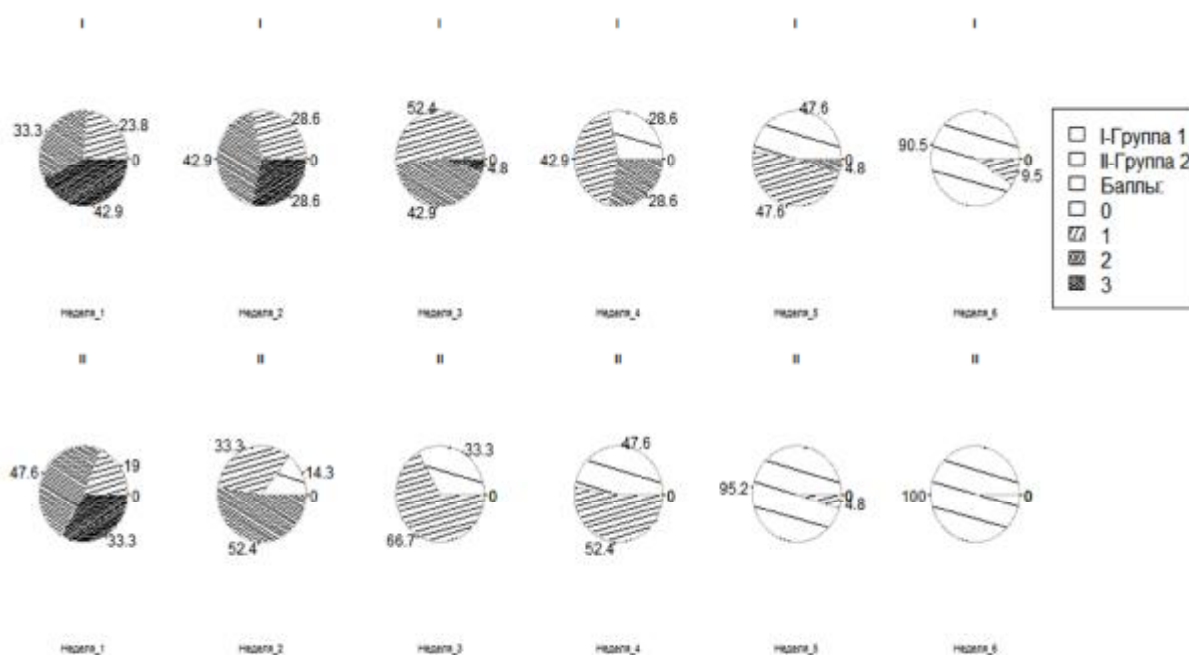 I I I I I I
33.3 23.8 0 42.9
42.9 28.6 0 28.6
52.4 0 4.8 42.9
28.6 42.9 0 28.6
47.6 0 4.8 47.6
90.5 0 9.5
I-Группа 1
II-Группа 2
Баллы:
0
1
2
3
Неделя_1 Неделя_2 Неделя_3 Неделя_4 Неделя_5 Неделя_6
II II II II II II
47.6 19 0 33.3
33.3 14.3 0 52.4
33.3 0 66.7
47.6 0 52.4
95.2 0 4.8
100 0
Неделя_1 Неделя_2 Неделя_3 Неделя_4 Неделя_5 Неделя_6